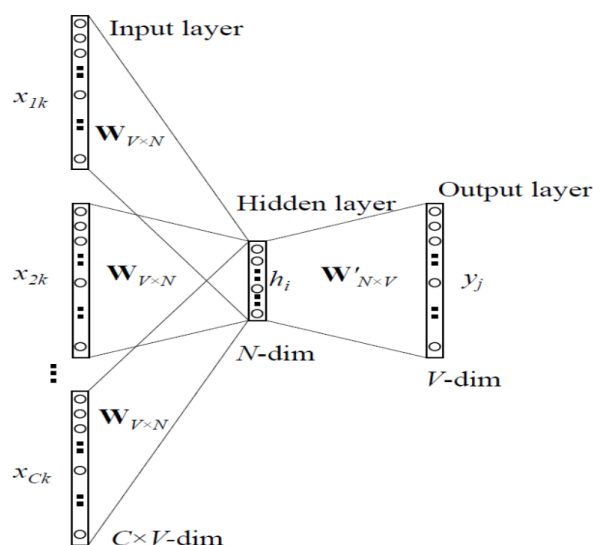 Input layer
x1k
WV×N
Hidden layer
Output layer
x2k
WV×N
hi
W'N×V
yj
N-dim
V-dim
WV×N
xCk
C×V-dim